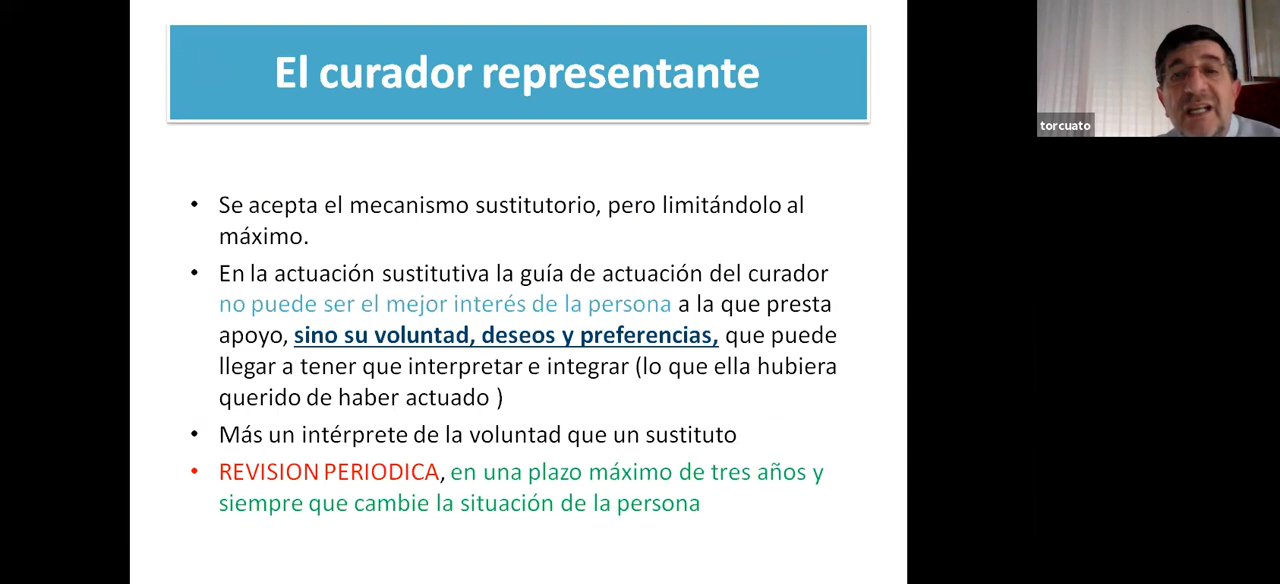 El curador representante
torcuato
• Se acepta el mecanismo sustitutorio, pero limitándolo al
máximo.
• En la actuación sustitutiva la guía de actuación del curador
no puede ser el mejor interés de la persona a la que presta
apoyo, sino su voluntad, deseos y preferencias, que puede
llegar a tener que interpretar e integrar (lo que ella hubiera
querido de haber actuado )
• Más un intérprete de la voluntad que un sustituto
• REVISION PERIODICA, en una plazo máximo de tres años y
siempre que cambie la situación de la persona